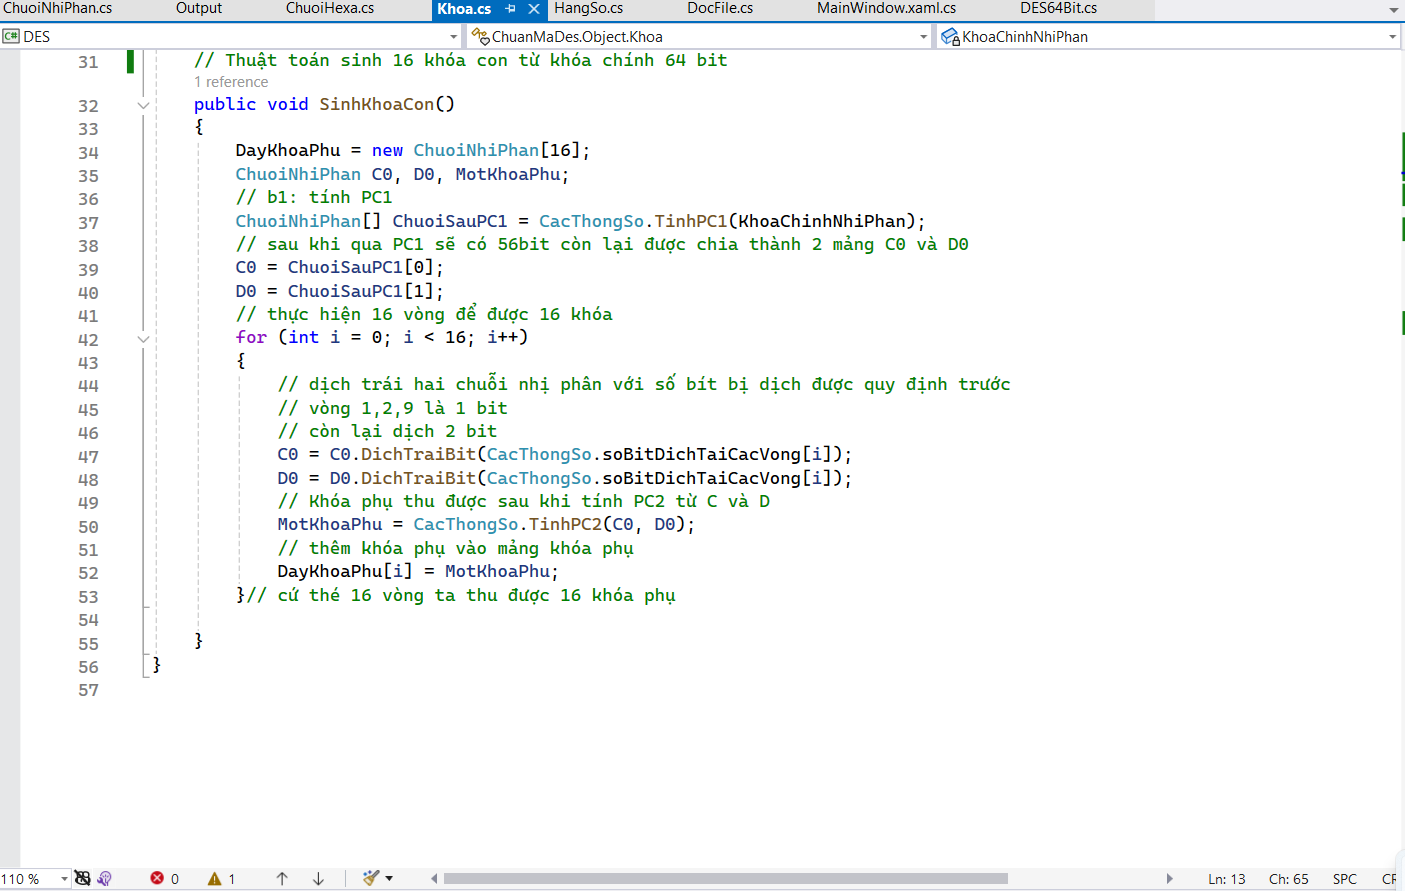 ChuoiNhiPhan.cs Output ChuoiHexa.cs Khoa.cs HangSo.cs DocFile.cs MainWindow.xaml.cs DES64Bit.cs
C# DES ChuanMaDes.Object.Khoa KhoaChinhNhiPhan
31 // Thuật toán sinh 16 khóa con từ khóa chính 64 bit
1 reference
32 public void SinhKhoaCon()
33 {
34 DayKhoaPhu = new ChuoiNhiPhan[16];
35 ChuoiNhiPhan C0, D0, MotKhoaPhu;
36 // b1: tính PC1
37 ChuoiNhiPhan[] ChuoiSauPC1 = CacThongSo.TinhPC1(KhoaChinhNhiPhan);
38 // sau khi qua PC1 sẽ có 56bit còn lại được chia thành 2 mảng C0 và D0
39 C0 = ChuoiSauPC1[0];
40 D0 = ChuoiSauPC1[1];
41 // thực hiện 16 vòng để được 16 khóa
42 for (int i = 0; i < 16; i++)
43 {
44 // dịch trái hai chuỗi nhị phân với số bít bị dịch được quy định trước
45 // vòng 1,2,9 là 1 bit
46 // còn lại dịch 2 bit
47 C0 = C0.DichTraiBit(CacThongSo.soBitDichTaiCacVong[i]);
48 D0 = D0.DichTraiBit(CacThongSo.soBitDichTaiCacVong[i]);
49 // Khóa phụ thu được sau khi tính PC2 từ C và D
50 MotKhoaPhu = CacThongSo.TinhPC2(C0, D0);
51 // thêm khóa phụ vào mảng khóa phụ
52 DayKhoaPhu[i] = MotKhoaPhu;
53 }// cứ thé 16 vòng ta thu được 16 khóa phụ
54
55 }
56 }
57
110 % 0 1 Ln: 13 Ch: 65 SPC